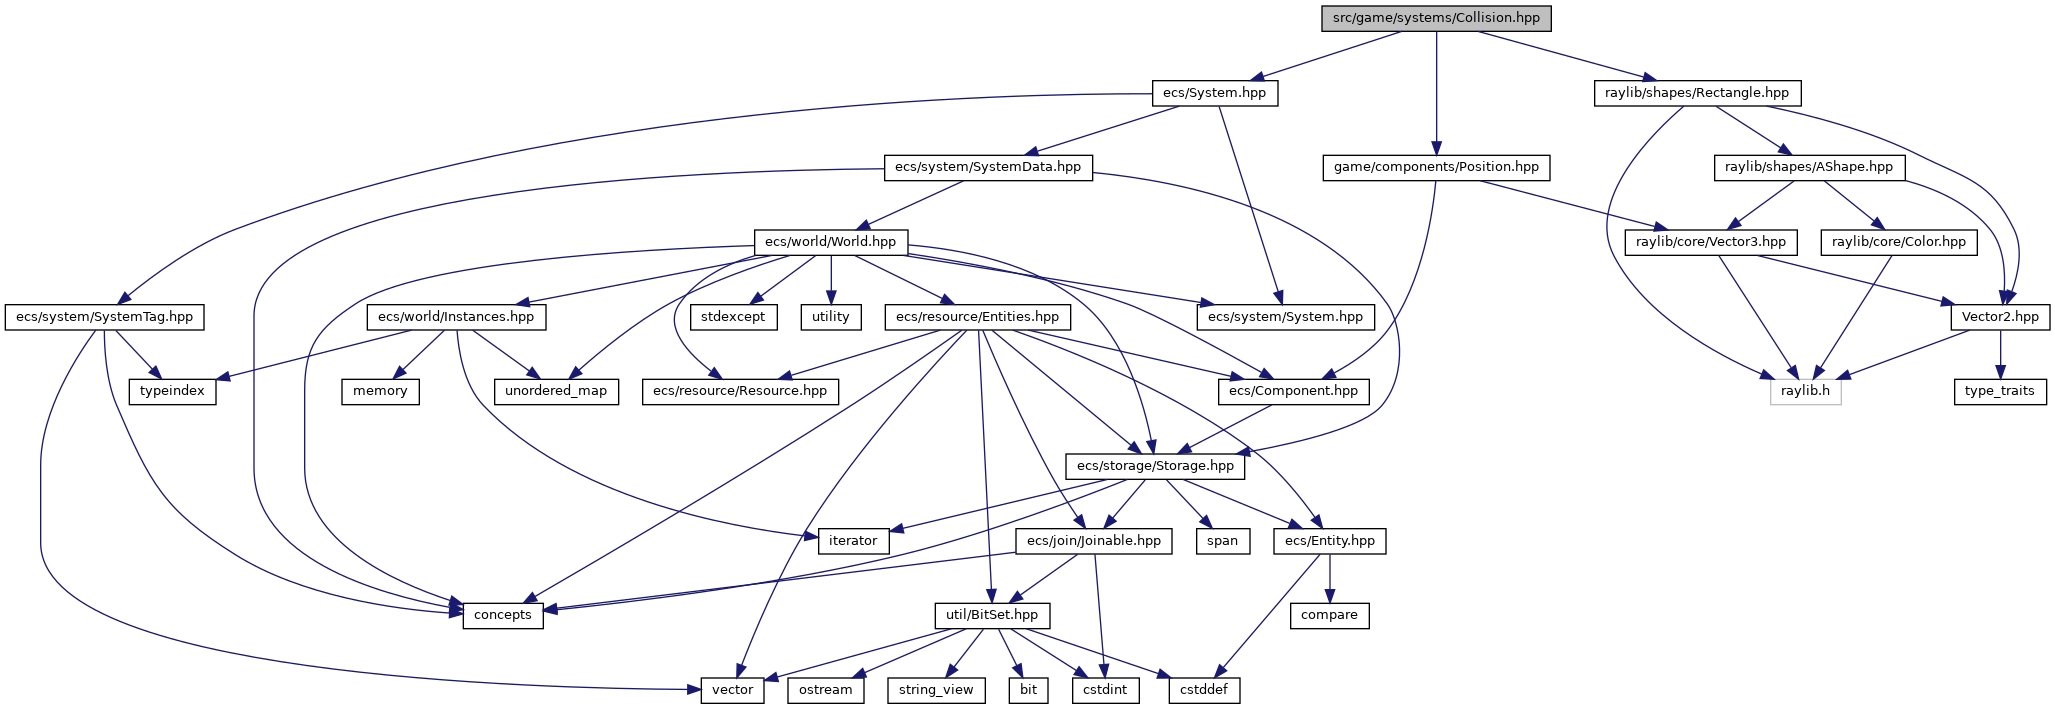 src/game/systems/Collision.hpp
ecs/System.hpp
raylib/shapes/Rectangle.hpp
ecs/system/SystemData.hpp
game/components/Position.hpp
raylib/shapes/AShape.hpp
ecs/world/World.hpp
raylib/core/Vector3.hpp
raylib/core/Color.hpp
ecs/system/SystemTag.hpp
ecs/world/Instances.hpp
stdexcept
utility
ecs/resource/Entities.hpp
ecs/system/System.hpp
Vector2.hpp
typeindex
memory
unordered_map
ecs/resource/Resource.hpp
ecs/Component.hpp
raylib.h
type_traits
ecs/storage/Storage.hpp
iterator
ecs/join/Joinable.hpp
span
ecs/Entity.hpp
concepts
util/BitSet.hpp
compare
vector
ostream
string_view
bit
cstdint
cstddef